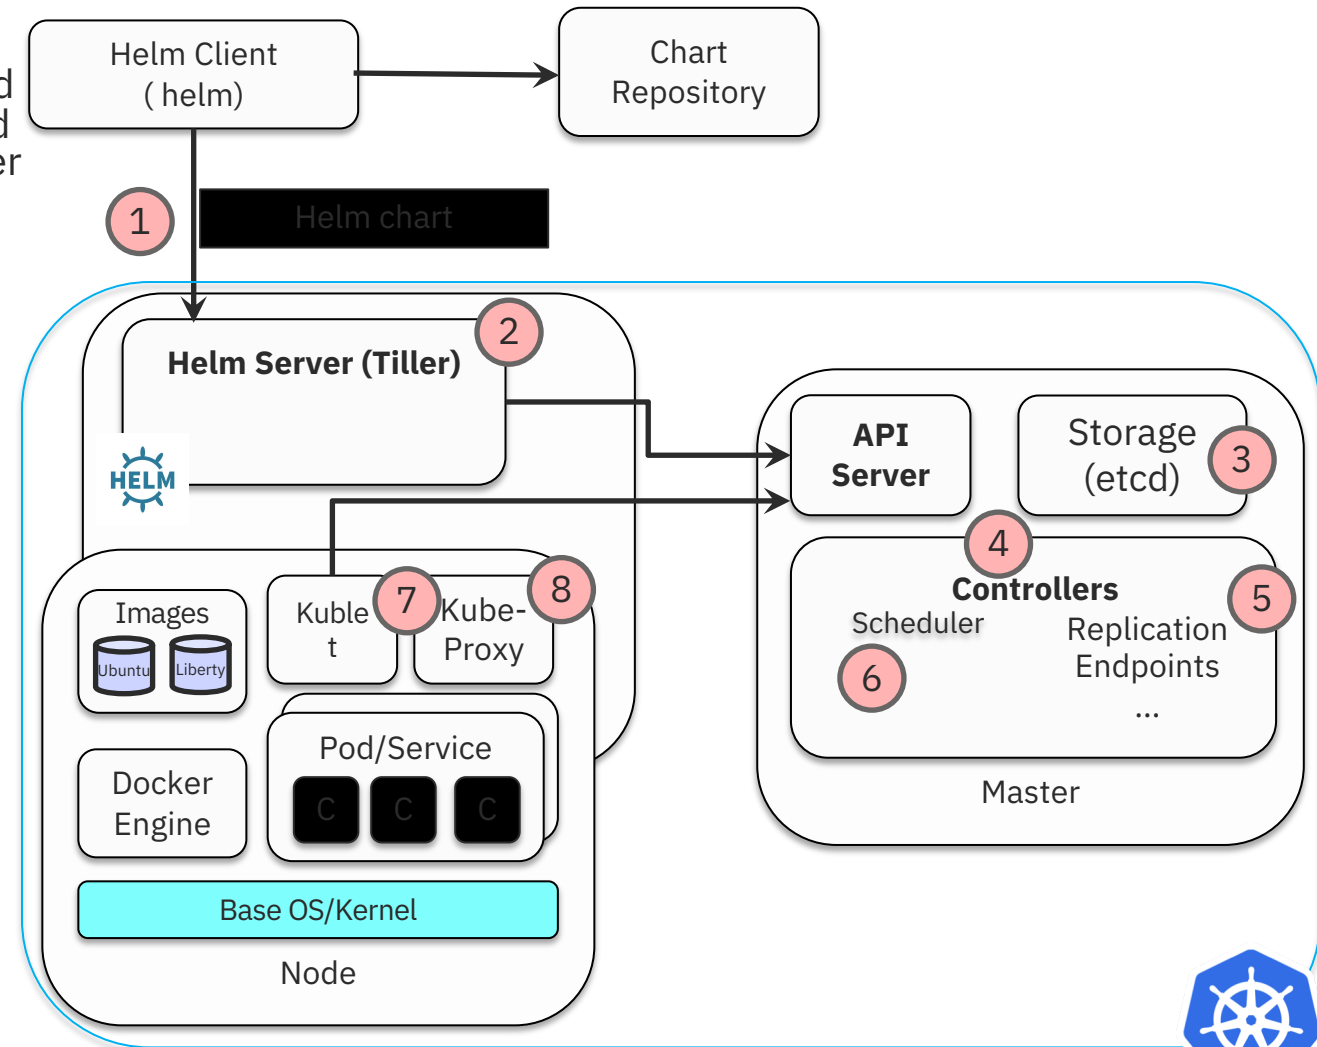 Helm Client
( helm)
Chart
Repository
d
d
er
1
Helm chart
2
Helm Server (Tiller)
HELM
API
Server
Storage
(etcd)
3
4
Controllers
5
Scheduler
Replication
Endpoints
...
6
Master
Images
Ubuntu
Liberty
Kuble
t
7
Kube-
Proxy
8
Docker
Engine
Pod/Service
C
C
C
Base OS/Kernel
Node